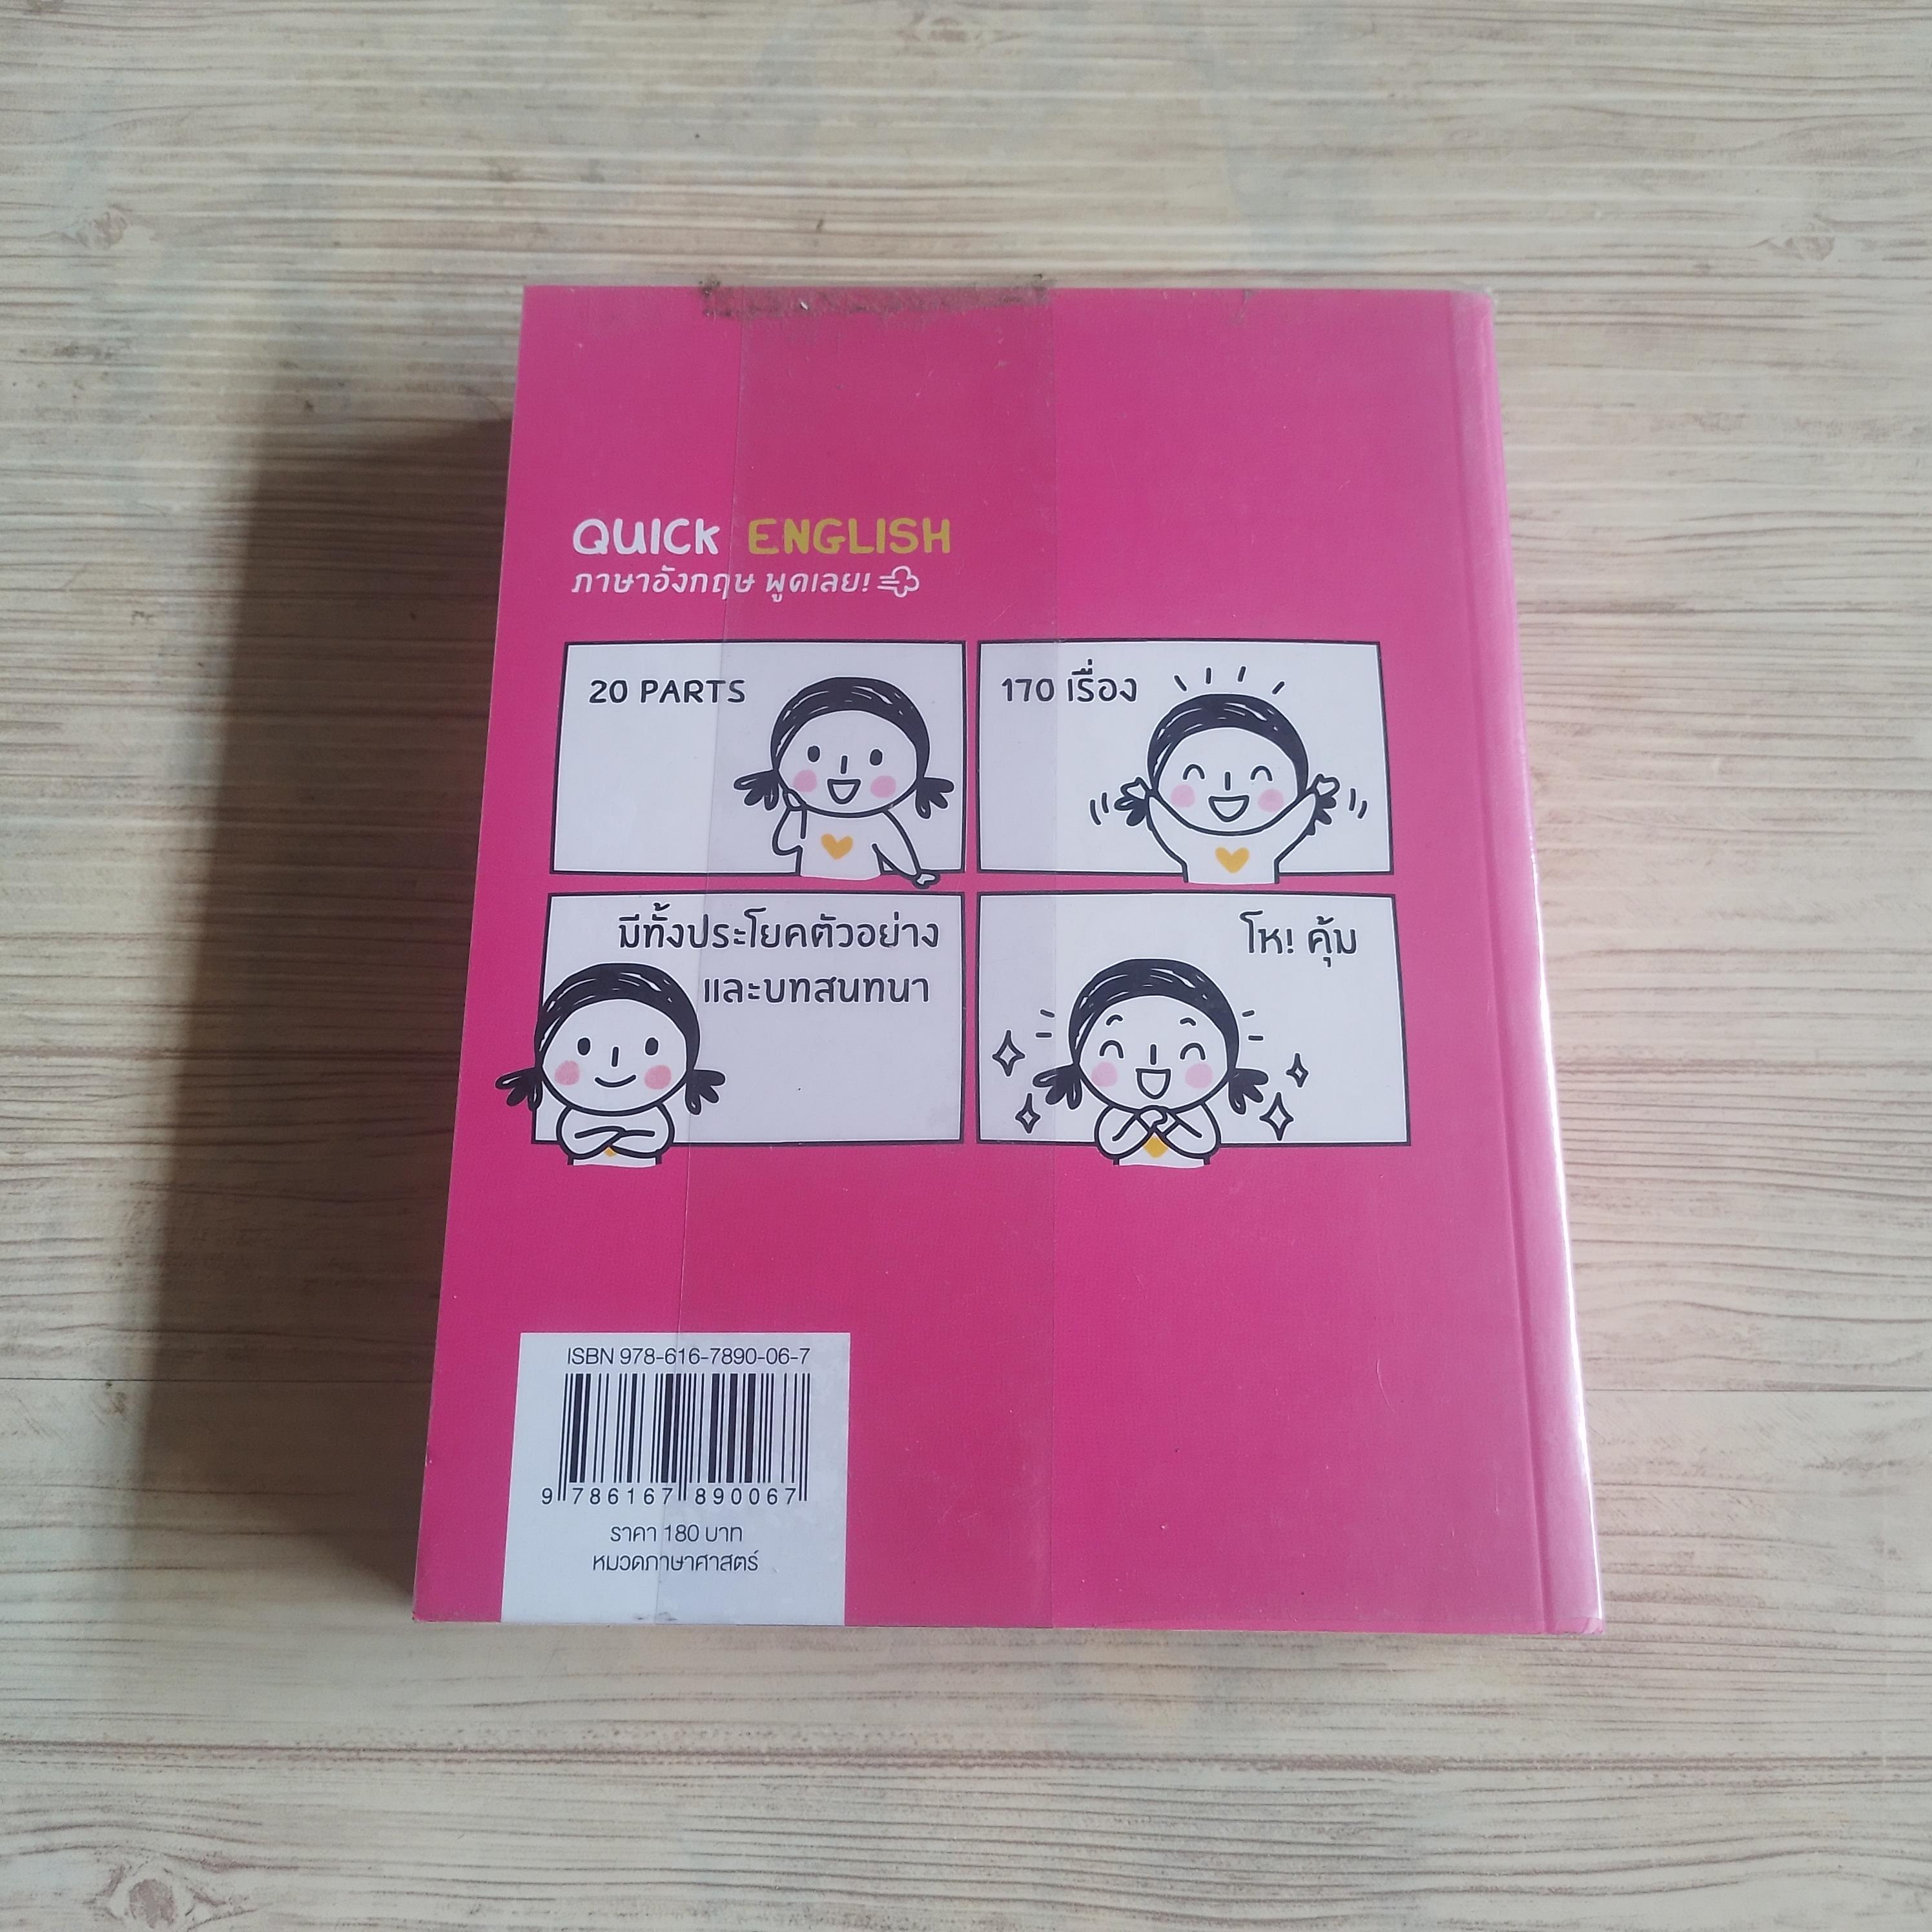 QUICK ENGLISH
ภาษาอังกฤษ พูดเลย!
20 PARTS
170 เรื่อง
มีทั้งประโยคตัวอย่าง
และบทสนทนา
โห! คุ้ม
ISBN 978-616-7890-06-7
9 786167 890067
ราคา 180 บาท
หมวดภาษาศาสตร์